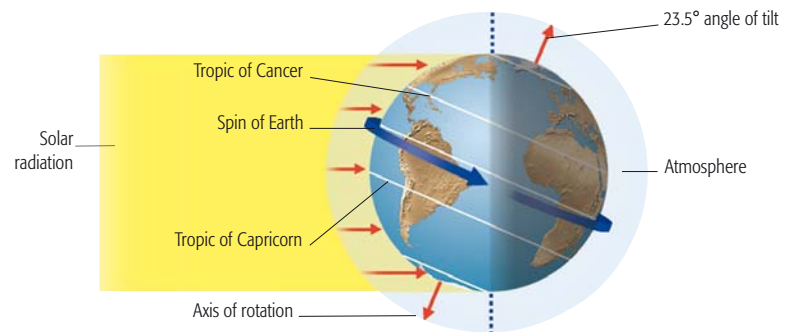 23.5° angle of tilt
Tropic of Cancer
Spin of Earth
Solar
radiation
Atmosphere
Tropic of Capricorn
Axis of rotation